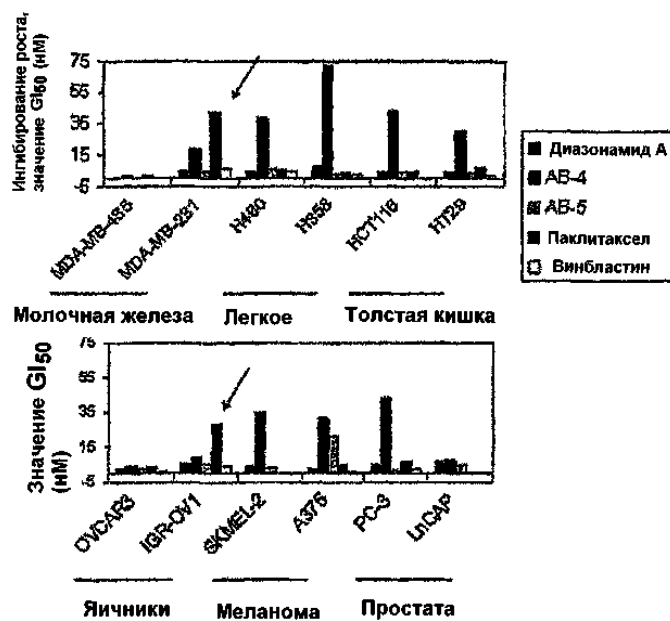 Ингибирование роста,
значение GI50 (нМ)
75
55
35
15
-5
MDA-MB-435
MDA-MB-231
H460
H358
HCT116
HT29
Молочная железа
Легкое
Толстая кишка
Диазонамид А
AB-4
AB-5
Паклитаксел
Винбластин
Значение GI50
(нМ)
75
55
35
15
-5
OVCAR3
IGR-OV1
SKMEL-2
A375
PC-3
LnCAP
Яичники
Меланома
Простата